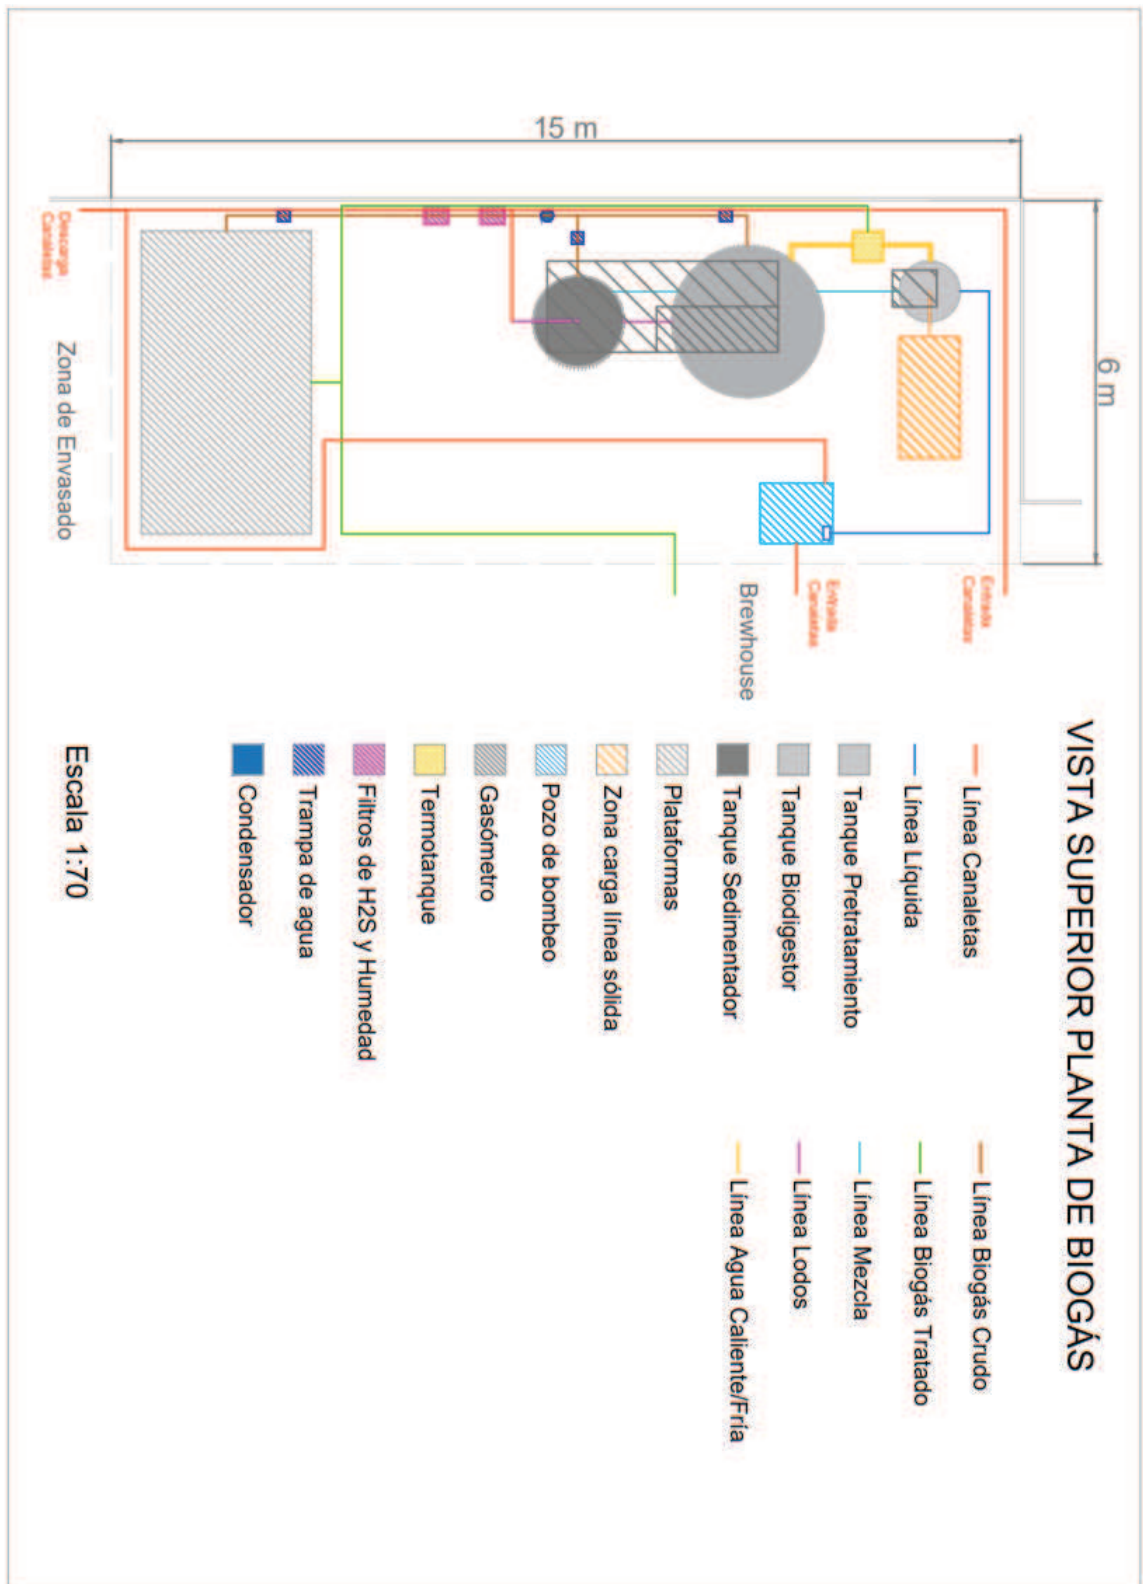 VISTA SUPERIOR PLANTA DE BIOGÁS
6 m
15 m
Entrada
Canaletas
Entrada
Canaletas
Brewhouse
Descarga
Canaletas
Zona de Envasado
Línea Canaletas
Línea Líquida
Tanque Pretratamiento
Tanque Biodigestor
Tanque Sedimentador
Plataformas
Zona carga línea sólida
Pozo de bombeo
Gasómetro
Termotanque
Filtros de H2S y Humedad
Trampa de agua
Condensador
Línea Biogás Crudo
Línea Biogás Tratado
Línea Mezcla
Línea Lodos
Línea Agua Caliente/Fría
Escala 1:70